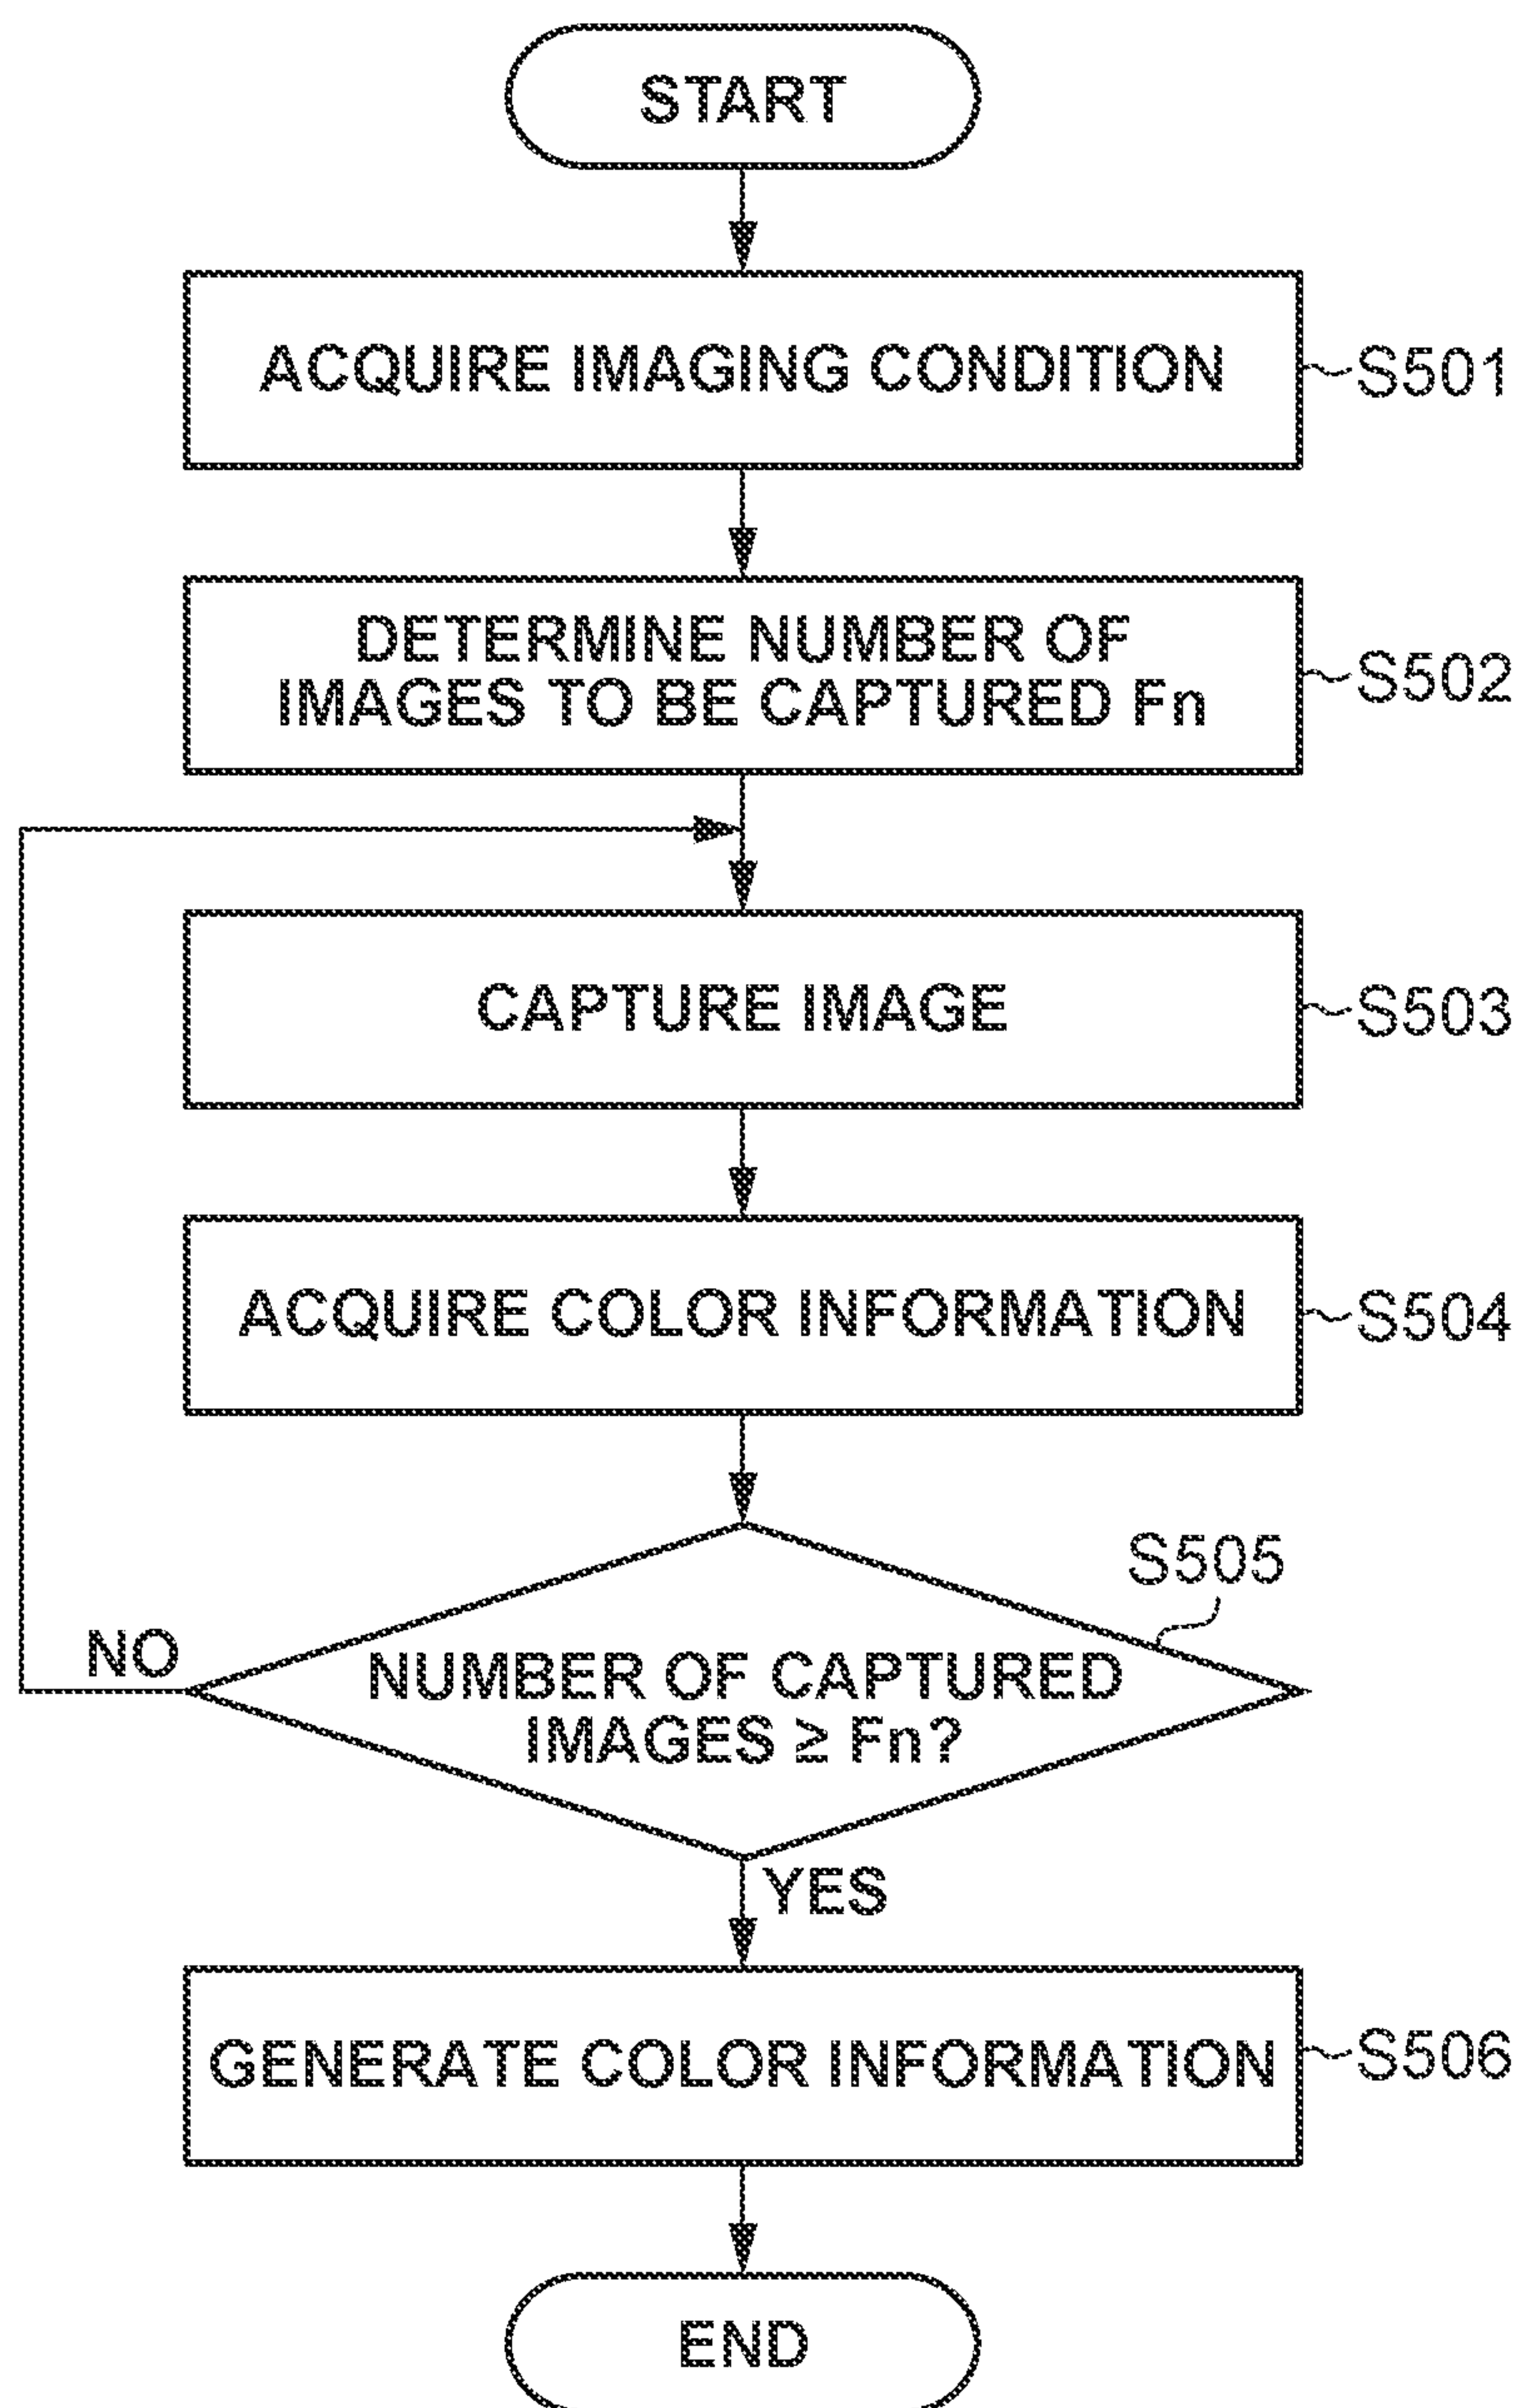 START
ACQUIRE IMAGING CONDITION
S501
DETERMINE NUMBER OF
IMAGES TO BE CAPTURED Fn
S502
CAPTURE IMAGE
S503
ACQUIRE COLOR INFORMATION
S504
S505
NO
NUMBER OF CAPTURED
IMAGES ≥ Fn?
YES
GENERATE COLOR INFORMATION
S506
END